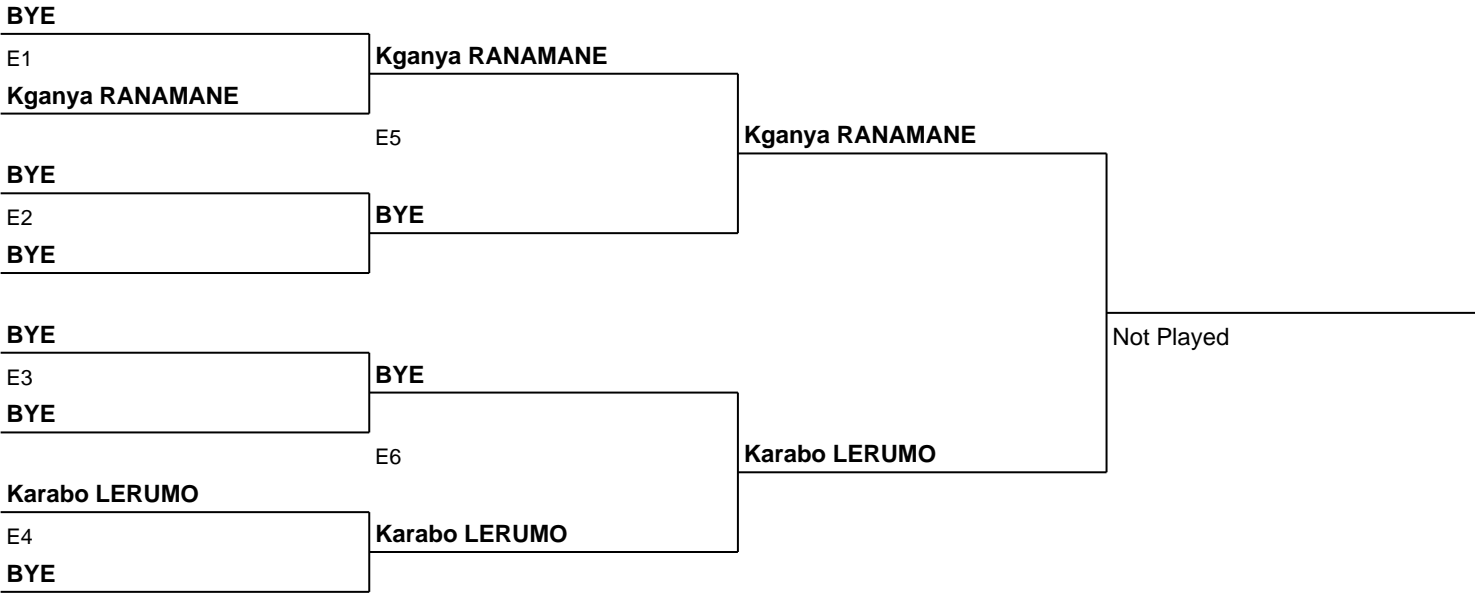 BYE
E1
Kganya RANAMANE
Kganya RANAMANE
E5
Kganya RANAMANE
BYE
E2
BYE
BYE
BYE
E3
BYE
BYE
Not Played
E6
Karabo LERUMO
Karabo LERUMO
E4
Karabo LERUMO
BYE